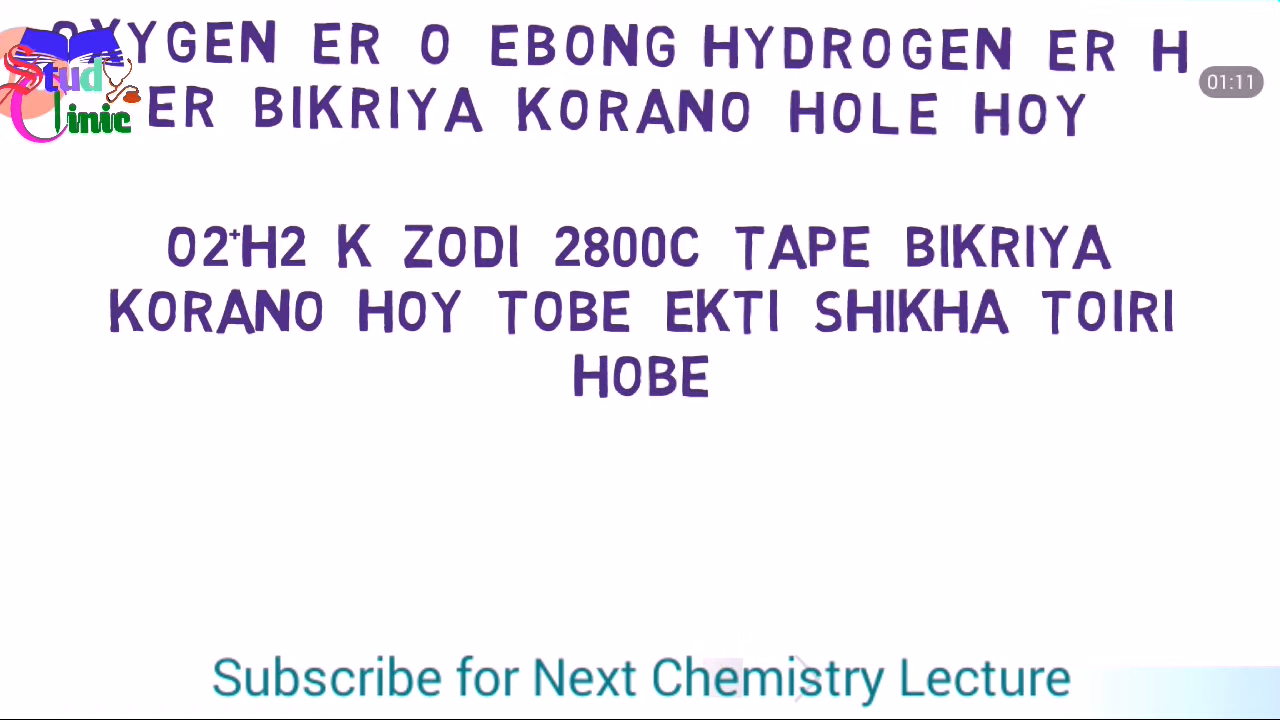 OXYGEN ER O EBONG HYDROGEN ER H
ER BIKRIYA KORANO HOLE HOY
Stud
Clinic
01:11
O2+H2 K ZODI 2800C TAPE BIKRIYA
KORANO HOY TOBE EKTI SHIKHA TOIRI
HOBE
Subscribe for Next Chemistry Lecture